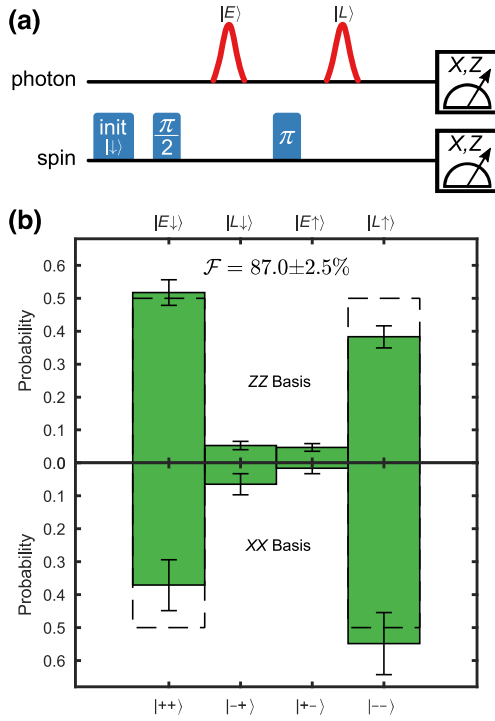 (a)
|E⟩ |L⟩
photon X,Z
spin init |↓⟩ π/2 π X,Z
(b)
|E↓⟩ |L↓⟩ |E↑⟩ |L↑⟩
ℱ = 87.0±2.5%
Probability
0.6
0.5
0.4
0.3
0.2
0.1
0.0
ZZ Basis
Probability
0.1
0.2
0.3
0.4
0.5
0.6
XX Basis
|++⟩ |−+⟩ |+−⟩ |−−⟩